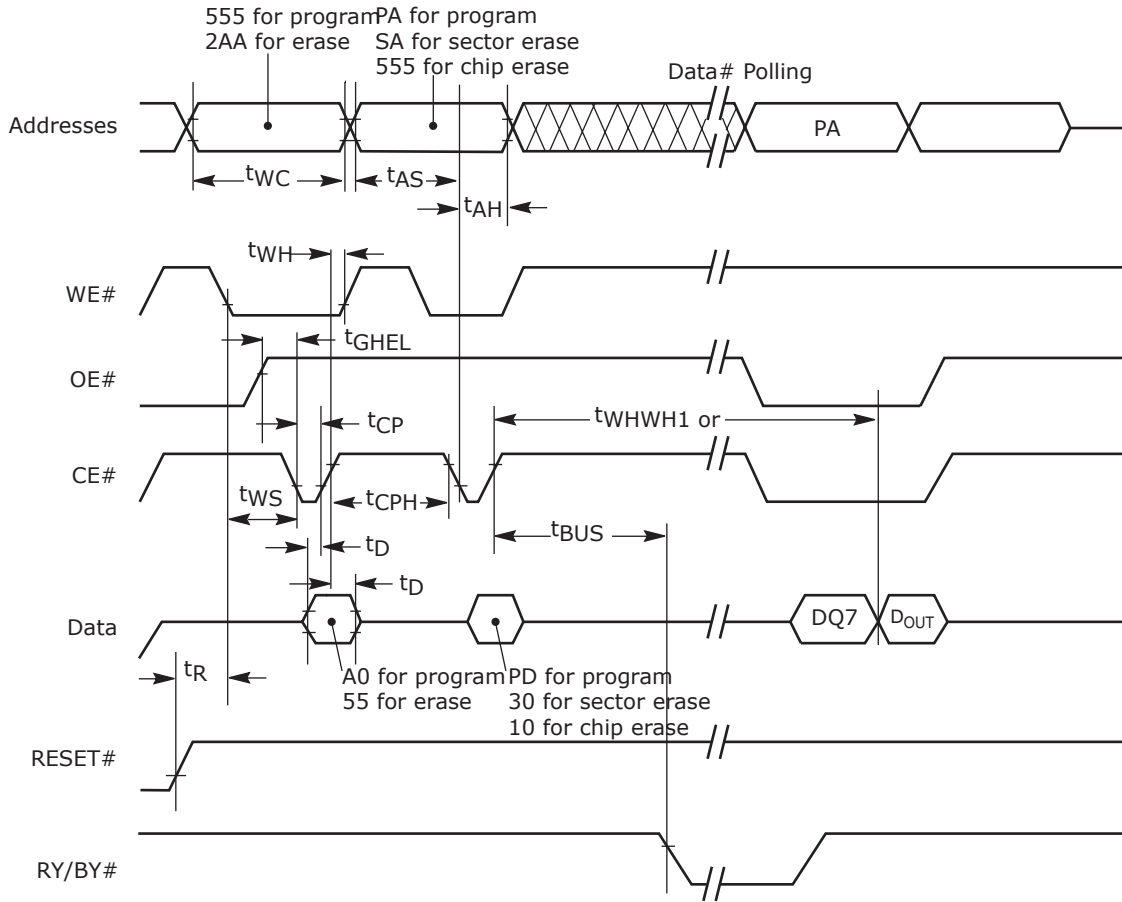 555 for program
2AA for erase
PA for program
SA for sector erase
555 for chip erase
Data# Polling
Addresses
PA
tWC
tAS
tAH
tWH
WE#
tGHEL
OE#
tWHWH1 or
tCP
CE#
tWS
tCPH
tBUS
tD
tD
Data
DQ7
DOUT
A0 for program
55 for erase
PD for program
30 for sector erase
10 for chip erase
tR
RESET#
RY/BY#